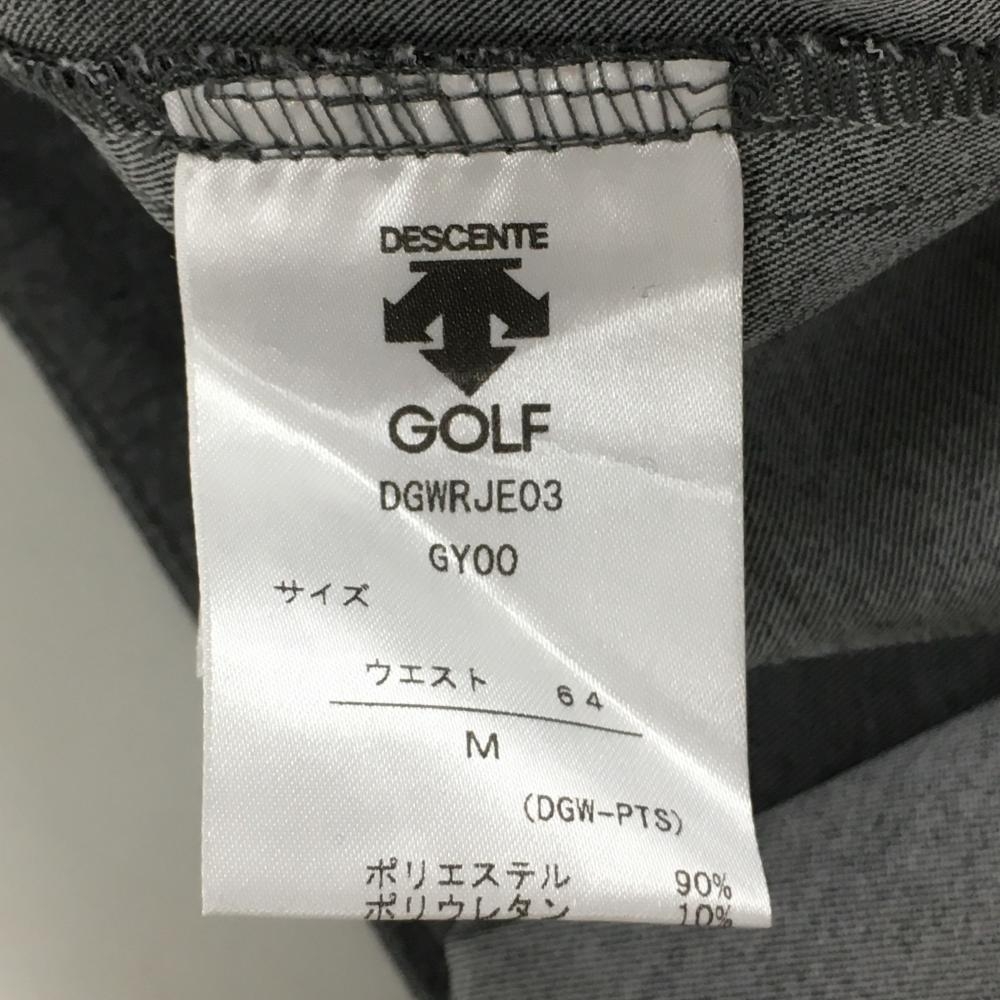 DESCENTE
GOLF
DGWRJE03
GY00
サイズ
ウエスト 64
M
(DGW-PTS)
ポリエステル 90%
ポリウレタン 10%